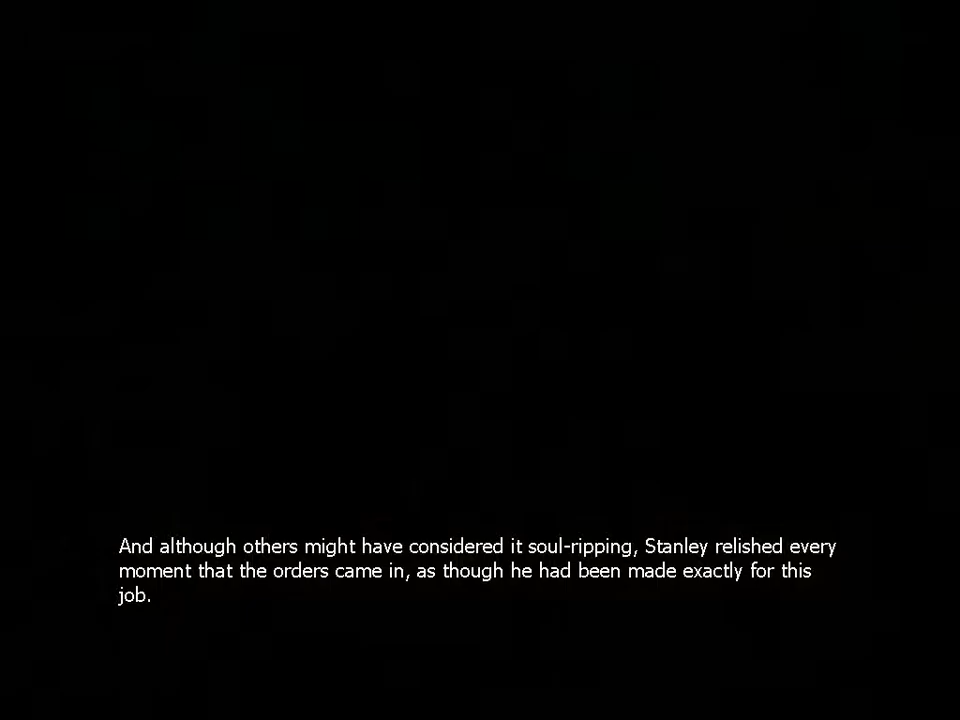 And although others might have considered it soul-ripping, Stanley relished every
moment that the orders came in, as though he had been made exactly for this
job.